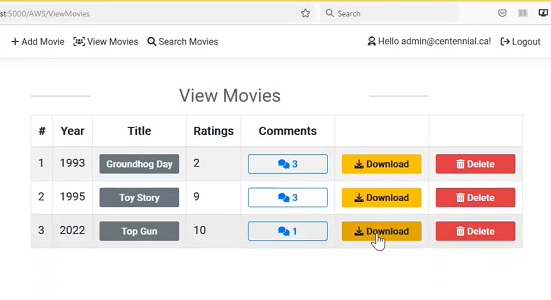 st:5000/AWS/ViewMovies Search
Add Movie View Movies Search Movies Hello admin@centennial.ca! Logout
View Movies
# Year Title Ratings Comments
1 1993 Groundhog Day 2 3 Download Delete
2 1995 Toy Story 9 3 Download Delete
3 2022 Top Gun 10 1 Download Delete